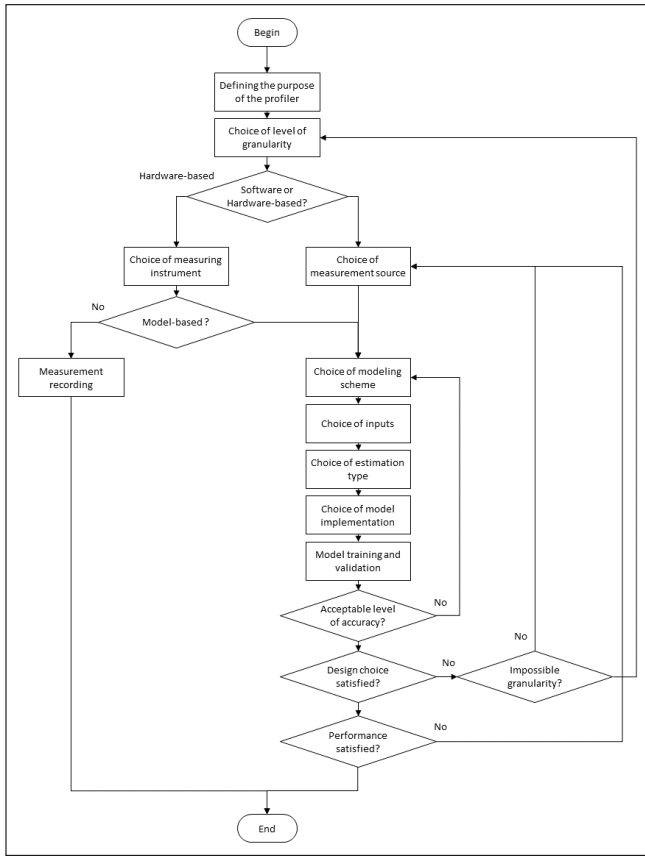 Begin
Defining the purpose
of the profiler
Choice of level of
granularity
Hardware-based
Software or
Hardware-based?
Choice of measuring
instrument
Choice of
measurement source
No
Model-based ?
Measurement
recording
Choice of modeling
scheme
Choice of inputs
Choice of estimation
type
Choice of model
implementation
Model training and
validation
No
Acceptable level
of accuracy?
No
Design choice
satisfied?
No
Impossible
granularity?
No
Performance
satisfied?
End